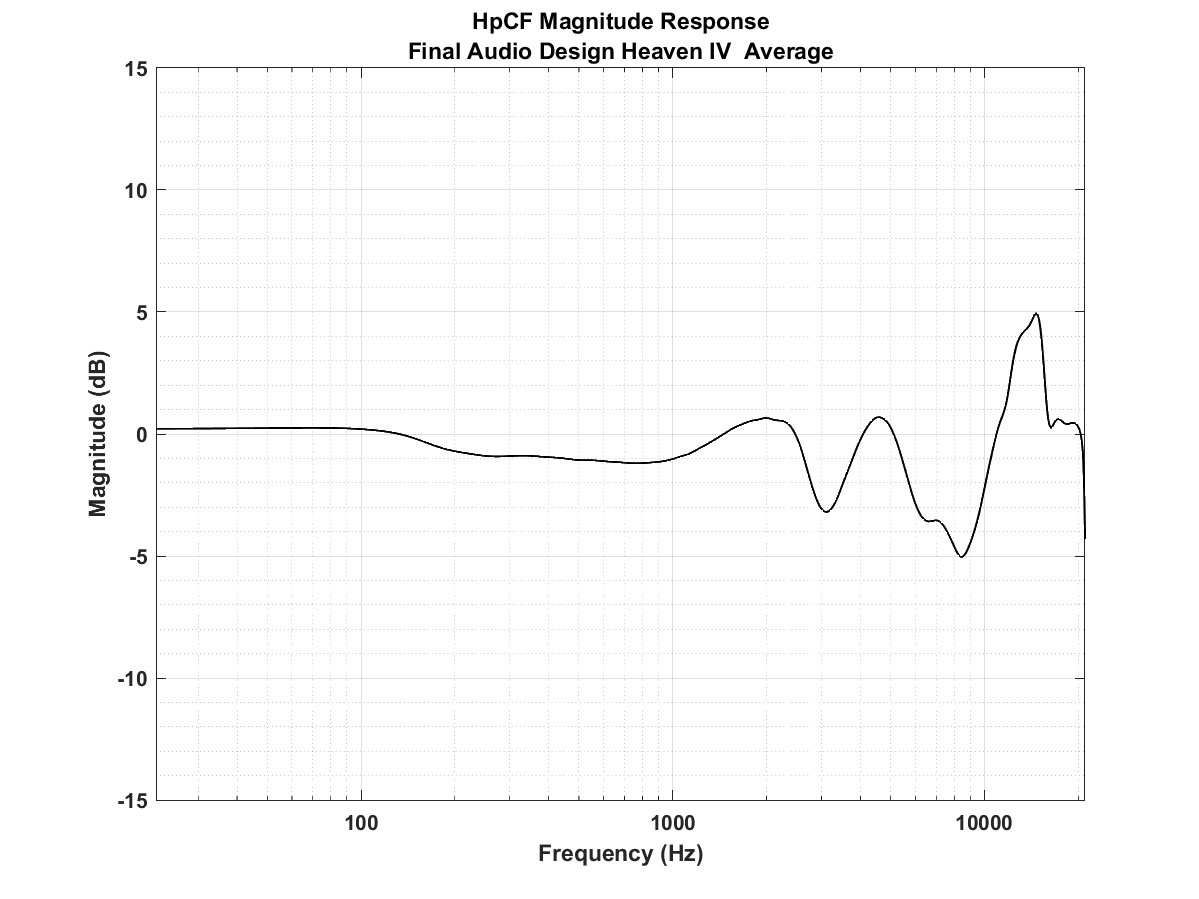 HpCF Magnitude Response
Final Audio Design Heaven IV  Average
15
10
5
0
-5
-10
-15
Magnitude (dB)
100
1000
10000
Frequency (Hz)